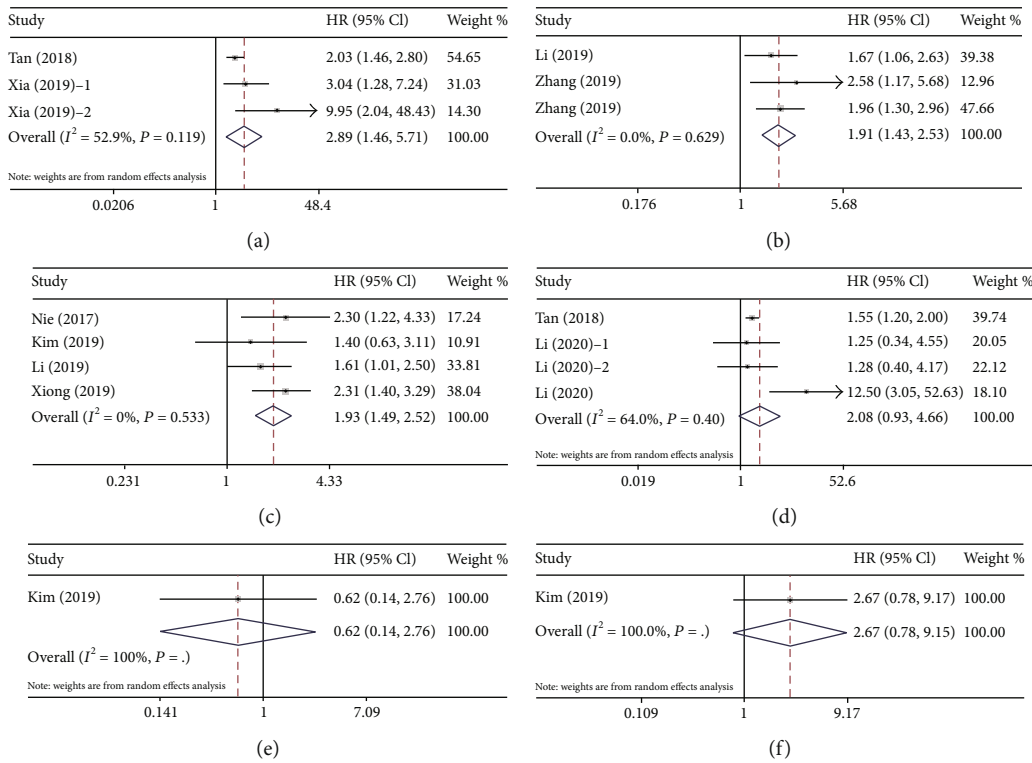 Study HR (95% Cl) Weight %
Tan (2018) 2.03 (1.46, 2.80) 54.65
Xia (2019)–1 3.04 (1.28, 7.24) 31.03
Xia (2019)–2 9.95 (2.04, 48.43) 14.30
Overall (I² = 52.9%, P = 0.119) 2.89 (1.46, 5.71) 100.00
Note: weights are from random effects analysis
0.0206 1 48.4
(a)
Study HR (95% Cl) Weight %
Li (2019) 1.67 (1.06, 2.63) 39.38
Zhang (2019) 2.58 (1.17, 5.68) 12.96
Zhang (2019) 1.96 (1.30, 2.96) 47.66
Overall (I² = 0.0%, P = 0.629) 1.91 (1.43, 2.53) 100.00
Note: weights are from random effects analysis
0.176 1 5.68
(b)
Study HR (95% Cl) Weight %
Nie (2017) 2.30 (1.22, 4.33) 17.24
Kim (2019) 1.40 (0.63, 3.11) 10.91
Li (2019) 1.61 (1.01, 2.50) 33.81
Xiong (2019) 2.31 (1.40, 3.29) 38.04
Overall (I² = 0%, P = 0.533) 1.93 (1.49, 2.52) 100.00
0.231 1 4.33
(c)
Study HR (95% Cl) Weight %
Tan (2018) 1.55 (1.20, 2.00) 39.74
Li (2020)–1 1.25 (0.34, 4.55) 20.05
Li (2020)–2 1.28 (0.40, 4.17) 22.12
Li (2020) 12.50 (3.05, 52.63) 18.10
Overall (I² = 64.0%, P = 0.40) 2.08 (0.93, 4.66) 100.00
Note: weights are from random effects analysis
0.019 1 52.6
(d)
Study HR (95% Cl) Weight %
Kim (2019) 0.62 (0.14, 2.76) 100.00
0.62 (0.14, 2.76) 100.00
Overall (I² = 100%, P = .)
Note: weights are from random effects analysis
0.141 1 7.09
(e)
Study HR (95% Cl) Weight %
Kim (2019) 2.67 (0.78, 9.17) 100.00
Overall (I² = 100.0%, P = .) 2.67 (0.78, 9.15) 100.00
Note: weights are from random effects analysis
0.109 1 9.17
(f)